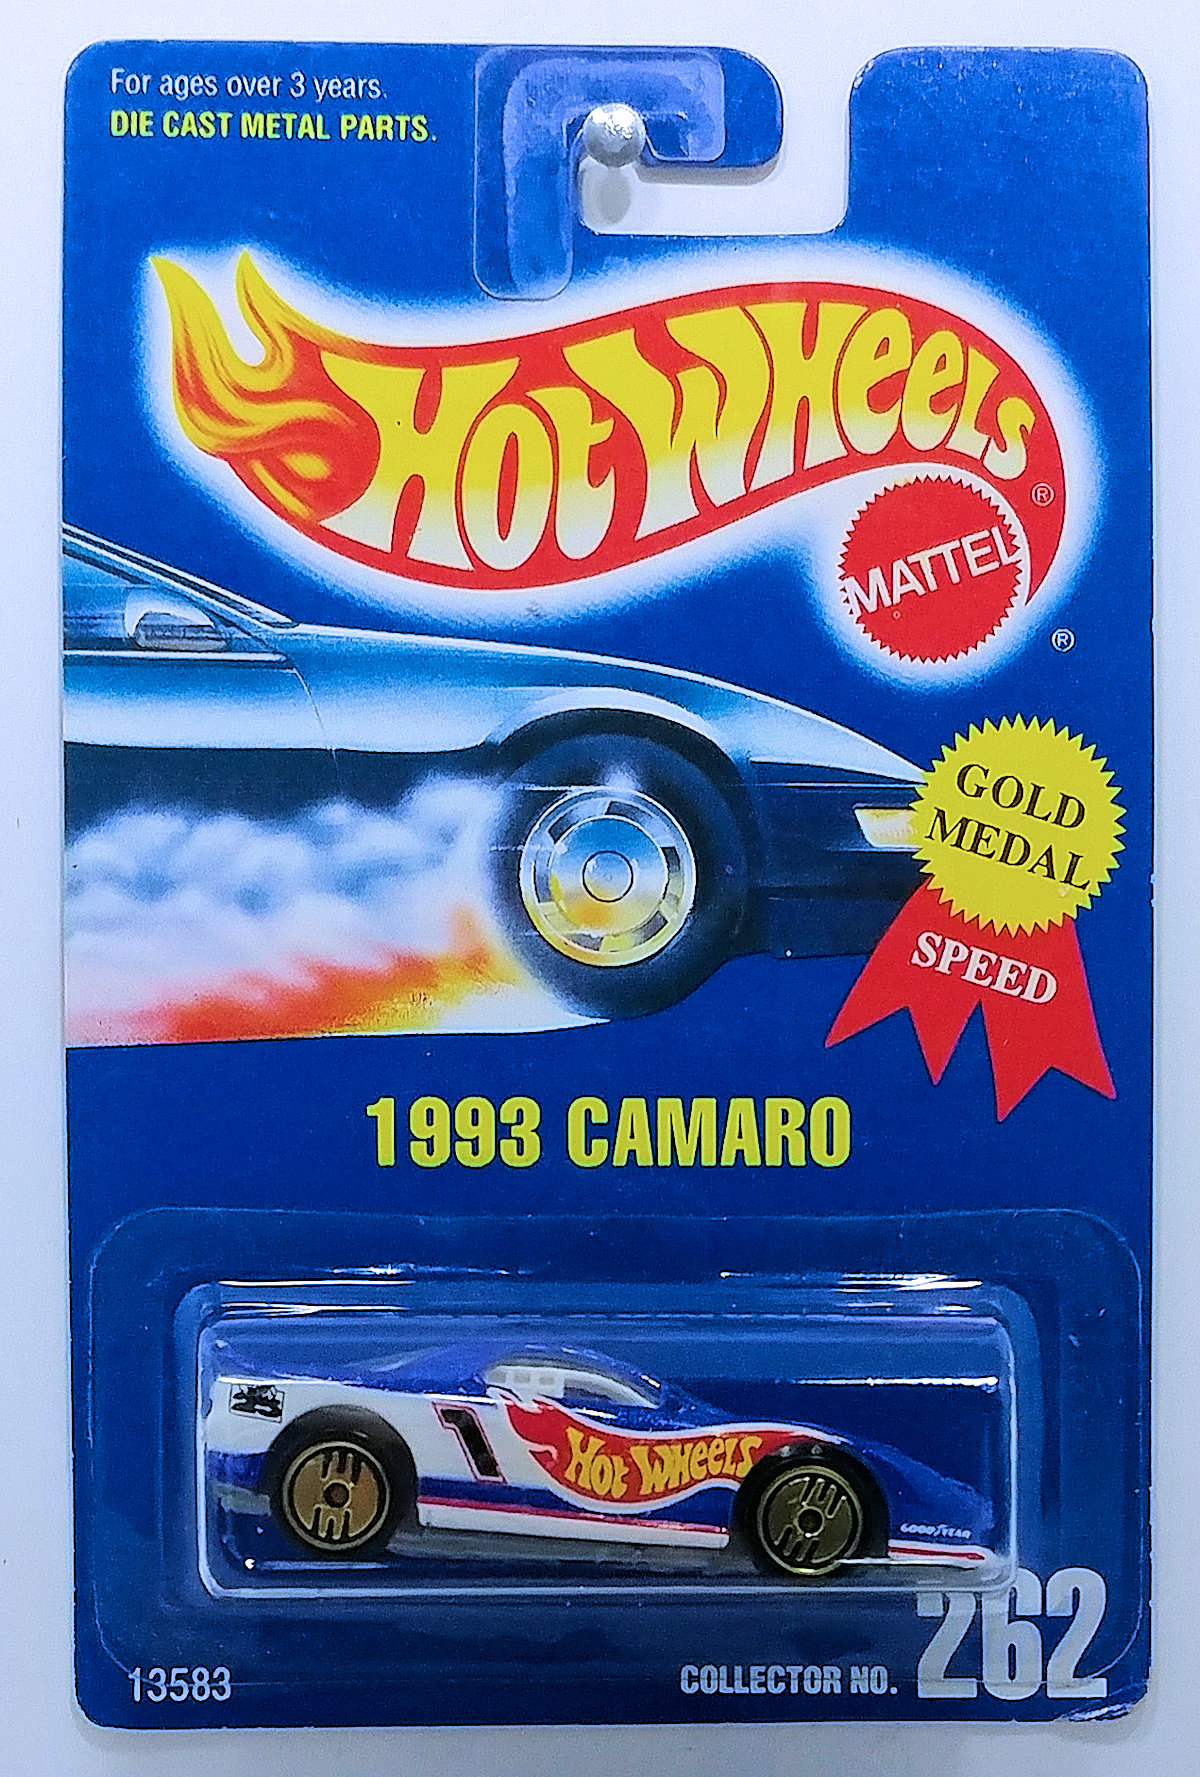 For ages over 3 years.
DIE CAST METAL PARTS.
HOT WHEELS
®
MATTEL
®
GOLD
MEDAL
SPEED
1993 CAMARO
1
HOT WHEELS
GOODYEAR
13583
COLLECTOR NO. 262